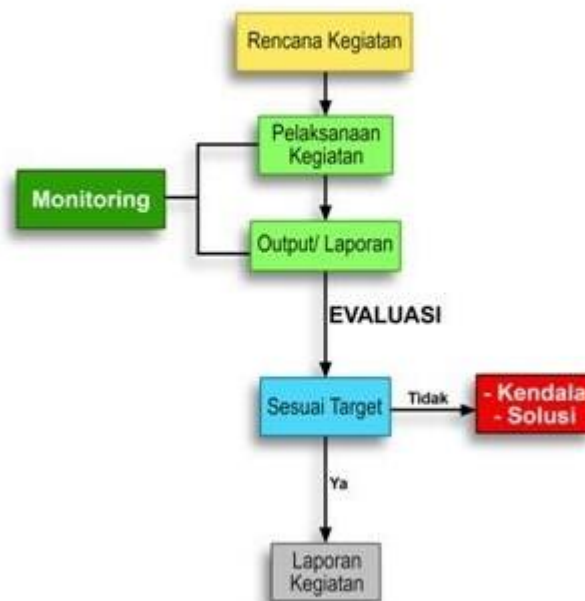 Rencana Kegiatan
Pelaksanaan
Kegiatan
Monitoring
Output/ Laporan
EVALUASI
Sesuai Target
Tidak
- Kendala
- Solusi
Ya
Laporan
Kegiatan